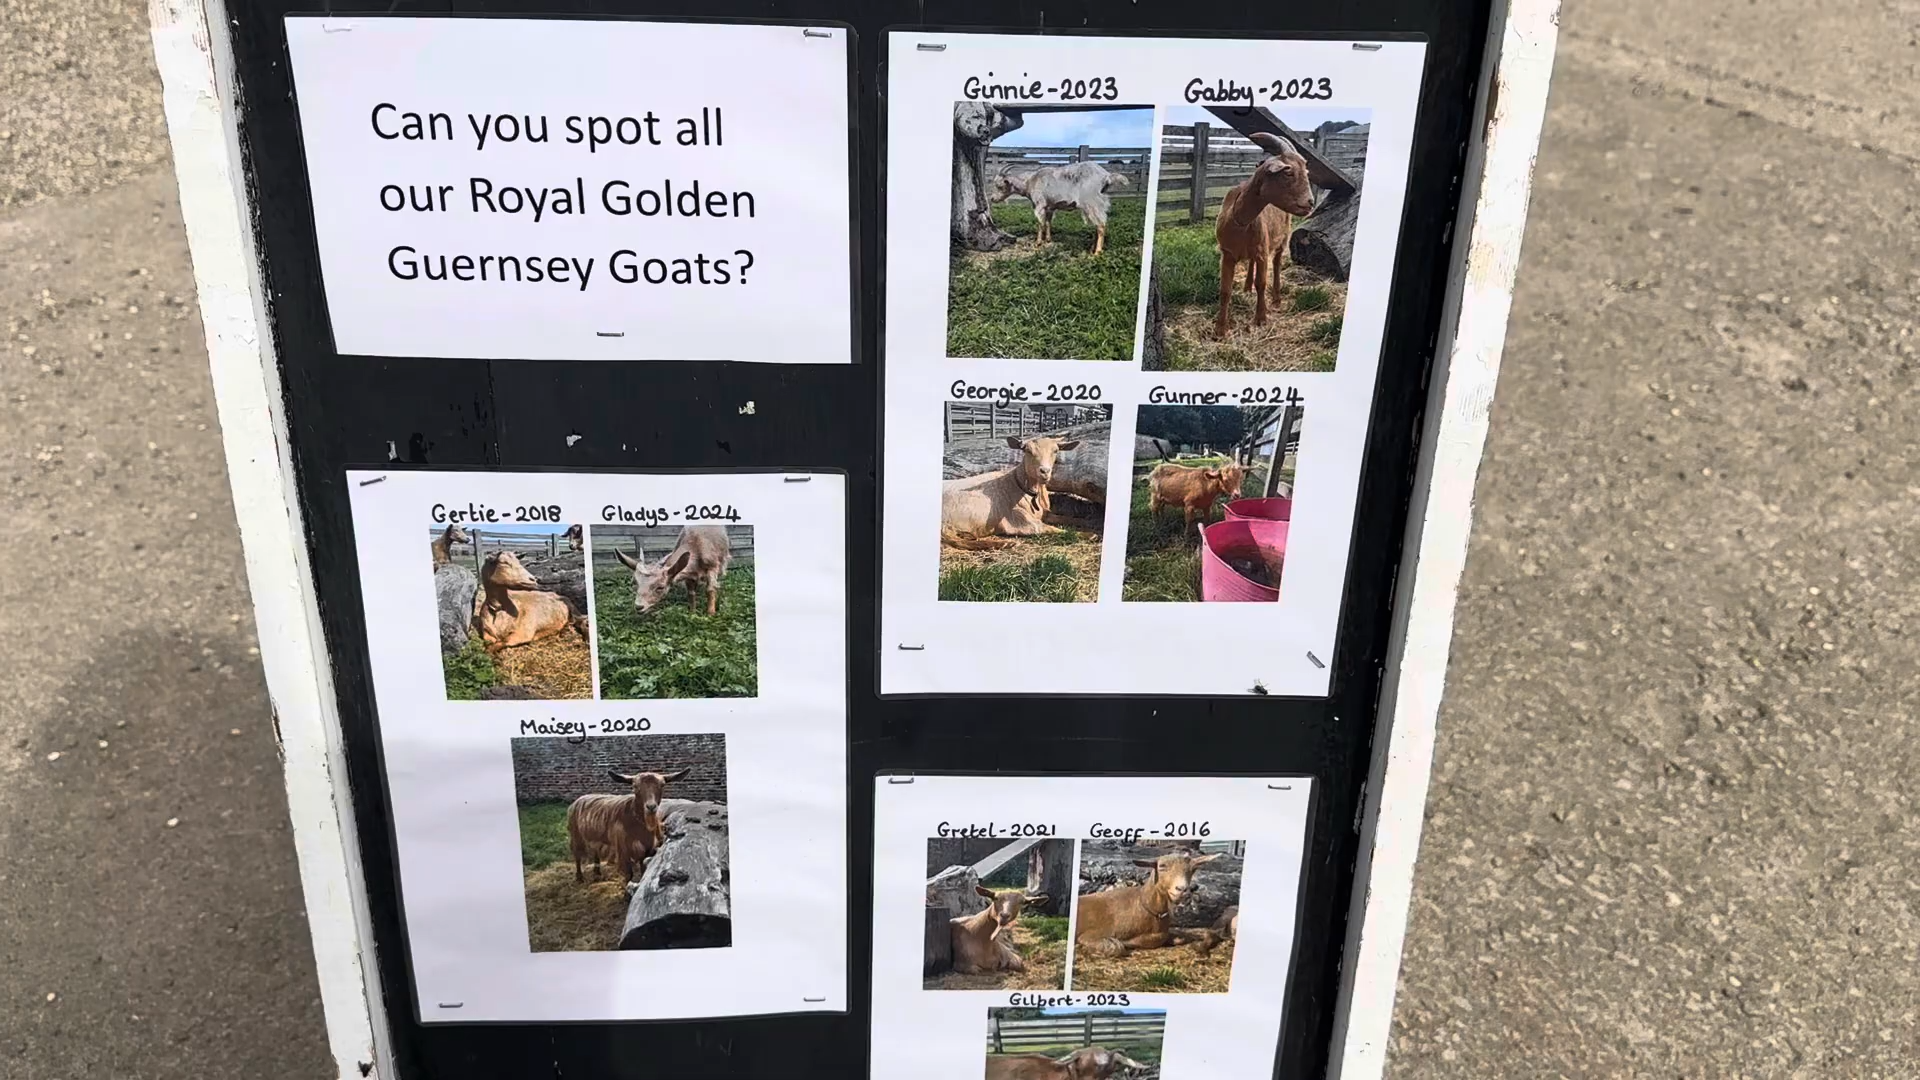 Can you spot all
our Royal Golden
Guernsey Goats?
Ginnie - 2023
Gabby - 2023
Georgie - 2020
Gunner - 2024
Gertie - 2018
Gladys - 2024
Maisey - 2020
Gretel - 2021
Geoff - 2016
Gilbert - 2023